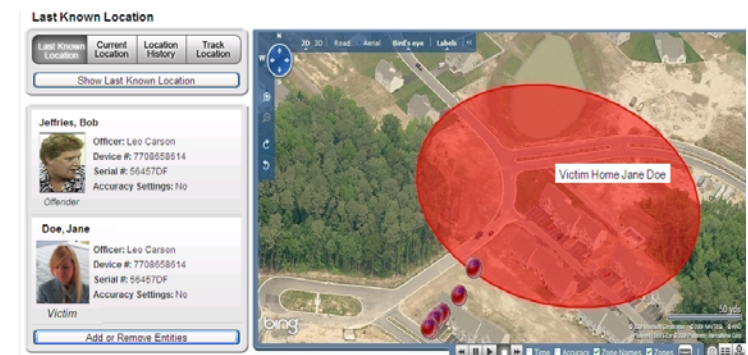 Last Known Location
Last Known
Location
Current
Location
Location
History
Track
Location
Show Last Known Location
Jeffries, Bob
Officer: Leo Carson
Device #: 7708658614
Serial #: 56457DF
Accuracy Settings: No
Offender
Doe, Jane
Officer: Leo Carson
Device #: 7708658614
Serial #: 56457DF
Accuracy Settings: No
Victim
Add or Remove Entities
N
2D 3D Road Aerial Bird's eye Labels «
W
Victim Home Jane Doe
50 yds
bing
Time Accuracy Zone Names Zones